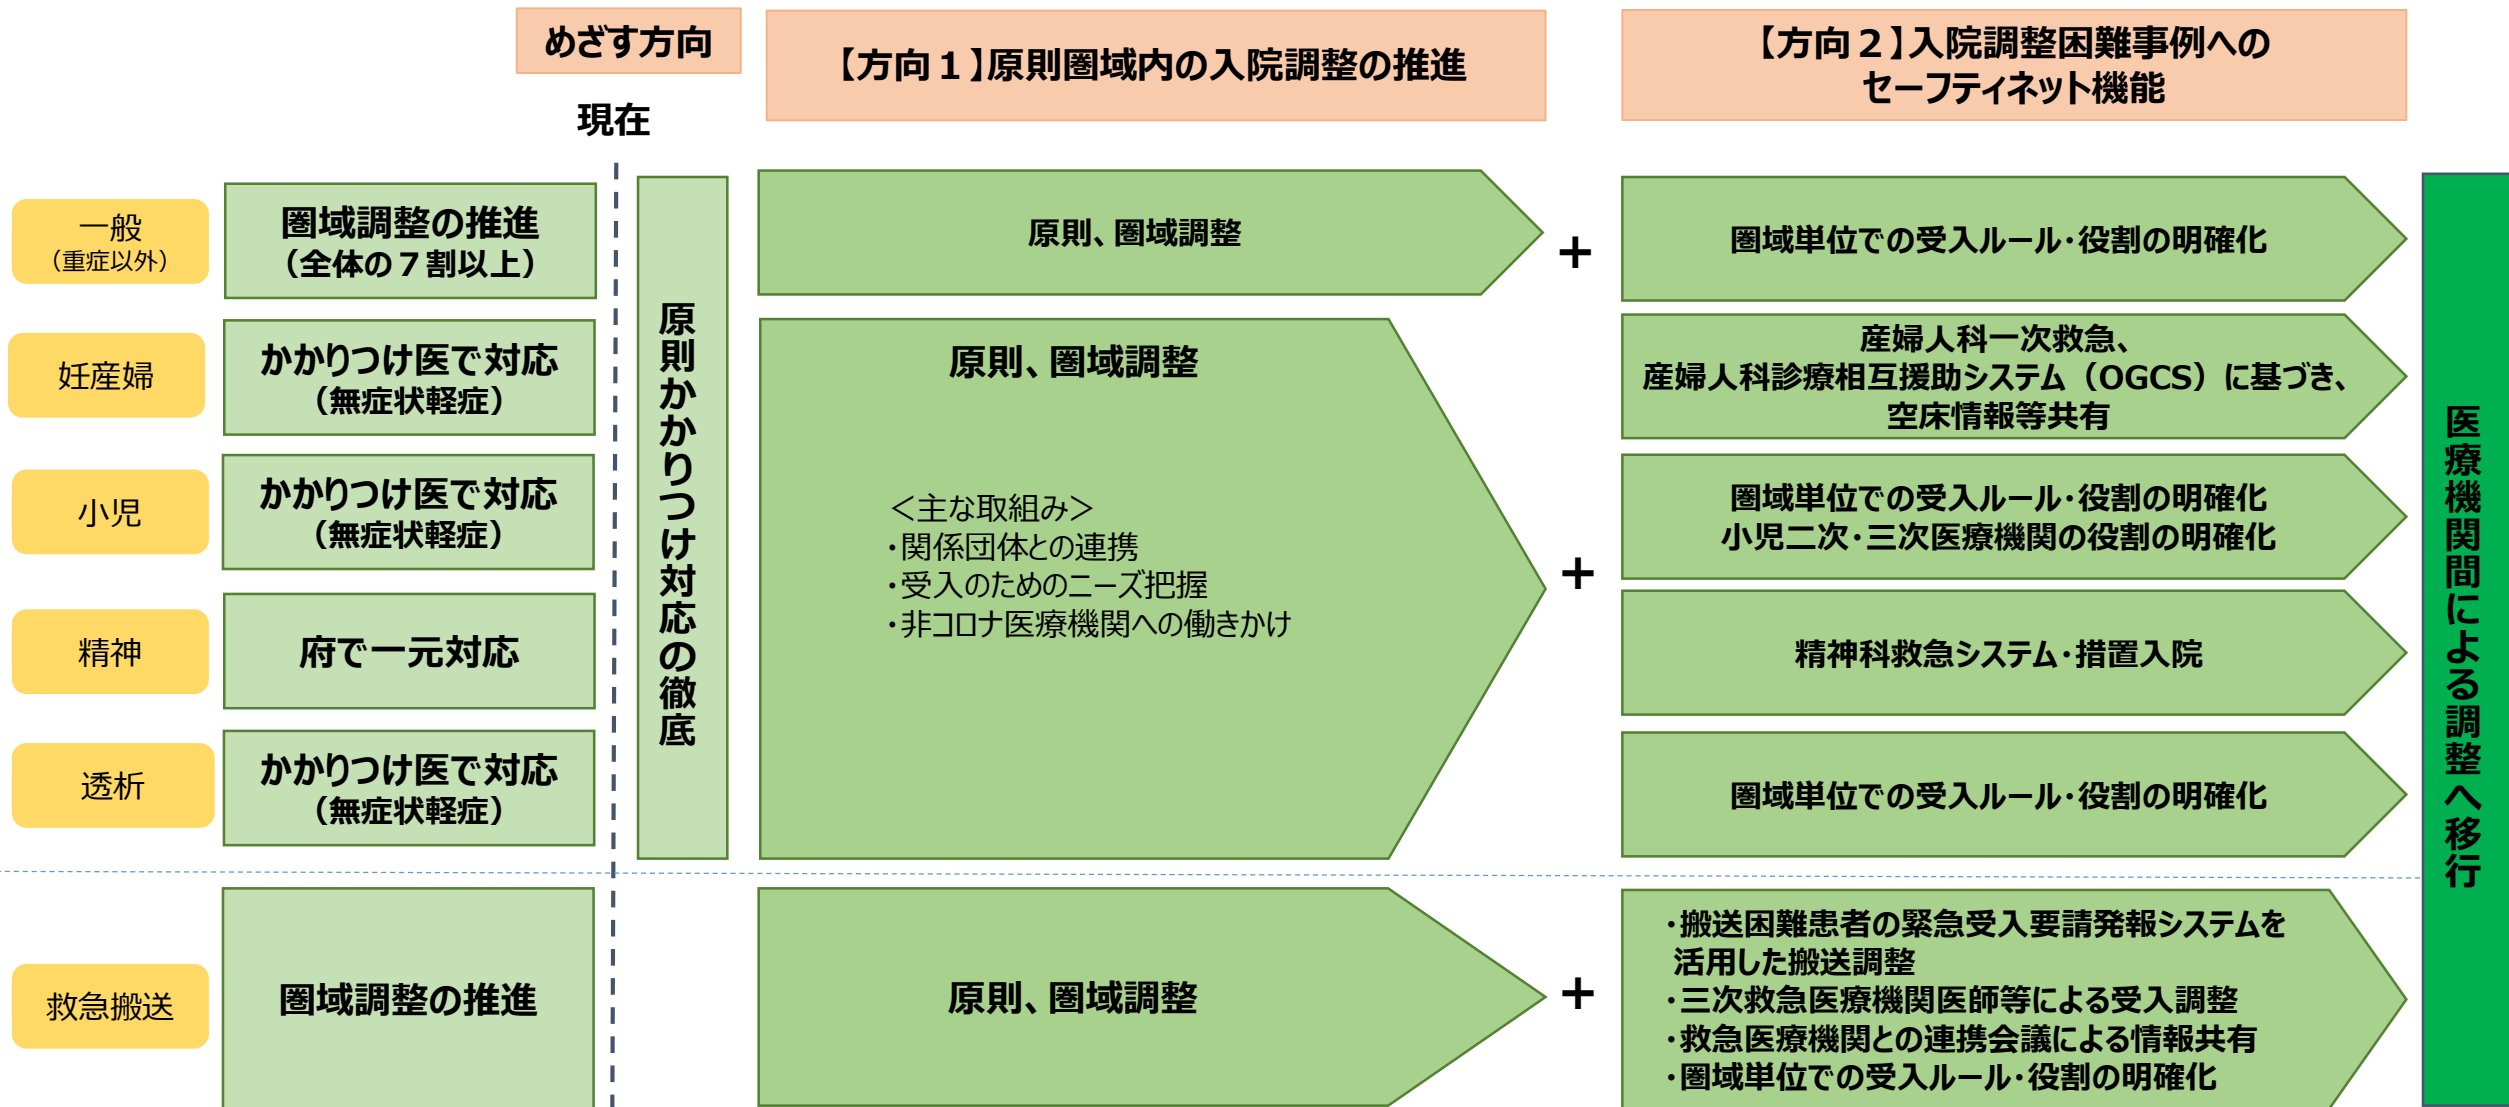 めざす方向
【方向１】原則圏域内の入院調整の推進
【方向２】入院調整困難事例への
セーフティネット機能
現在
一般
（重症以外）
圏域調整の推進
（全体の７割以上）
原則、圏域調整
＋
圏域単位での受入ルール・役割の明確化
妊産婦
かかりつけ医で対応
（無症状軽症）
原則かかりつけ対応の徹底
原則、圏域調整
＜主な取組み＞
・関係団体との連携
・受入のためのニーズ把握
・非コロナ医療機関への働きかけ
＋
産婦人科一次救急、
産婦人科診療相互援助システム（OGCS）に基づき、
空床情報等共有
小児
かかりつけ医で対応
（無症状軽症）
圏域単位での受入ルール・役割の明確化
小児二次・三次医療機関の役割の明確化
精神
府で一元対応
精神科救急システム・措置入院
透析
かかりつけ医で対応
（無症状軽症）
圏域単位での受入ルール・役割の明確化
救急搬送
圏域調整の推進
原則、圏域調整
＋
・搬送困難患者の緊急受入要請発報システムを
活用した搬送調整
・三次救急医療機関医師等による受入調整
・救急医療機関との連携会議による情報共有
・圏域単位での受入ルール・役割の明確化
医療機関間による調整へ移行